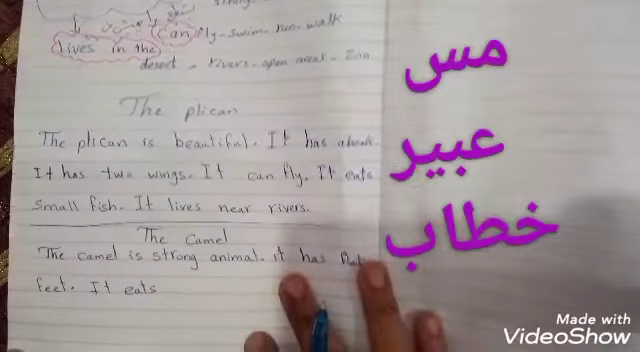 تستطيع
Can fly - swim - run - walk
lives in the
desert - rivers - open areas - Zoo
The plican
The plican is beautiful. It has
It has two wings. It can fly. It eats
small fish. It lives near rivers.
The Camel
The camel is strong animal. it has flat
feet. It eats
مس
عبير
خطاب
Made with
VideoShow